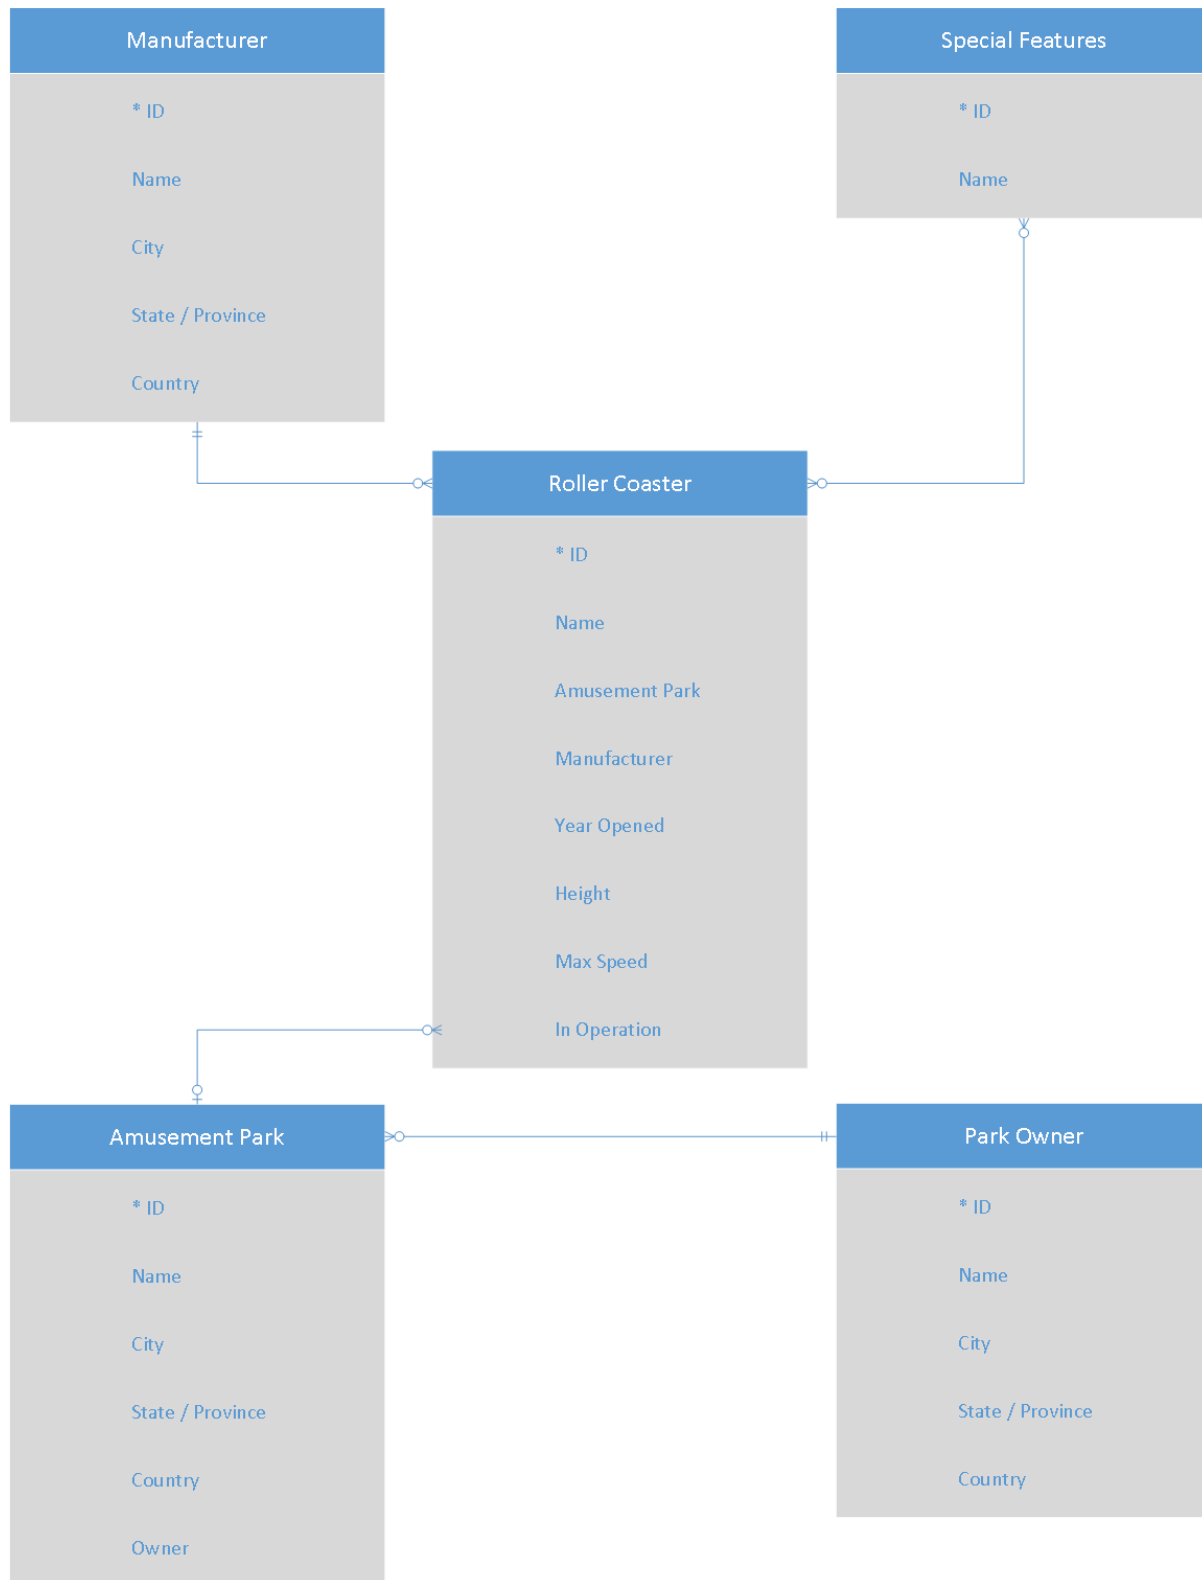 Manufacturer
* ID
Name
City
State / Province
Country
Special Features
* ID
Name
Roller Coaster
* ID
Name
Amusement Park
Manufacturer
Year Opened
Height
Max Speed
In Operation
Amusement Park
* ID
Name
City
State / Province
Country
Owner
Park Owner
* ID
Name
City
State / Province
Country